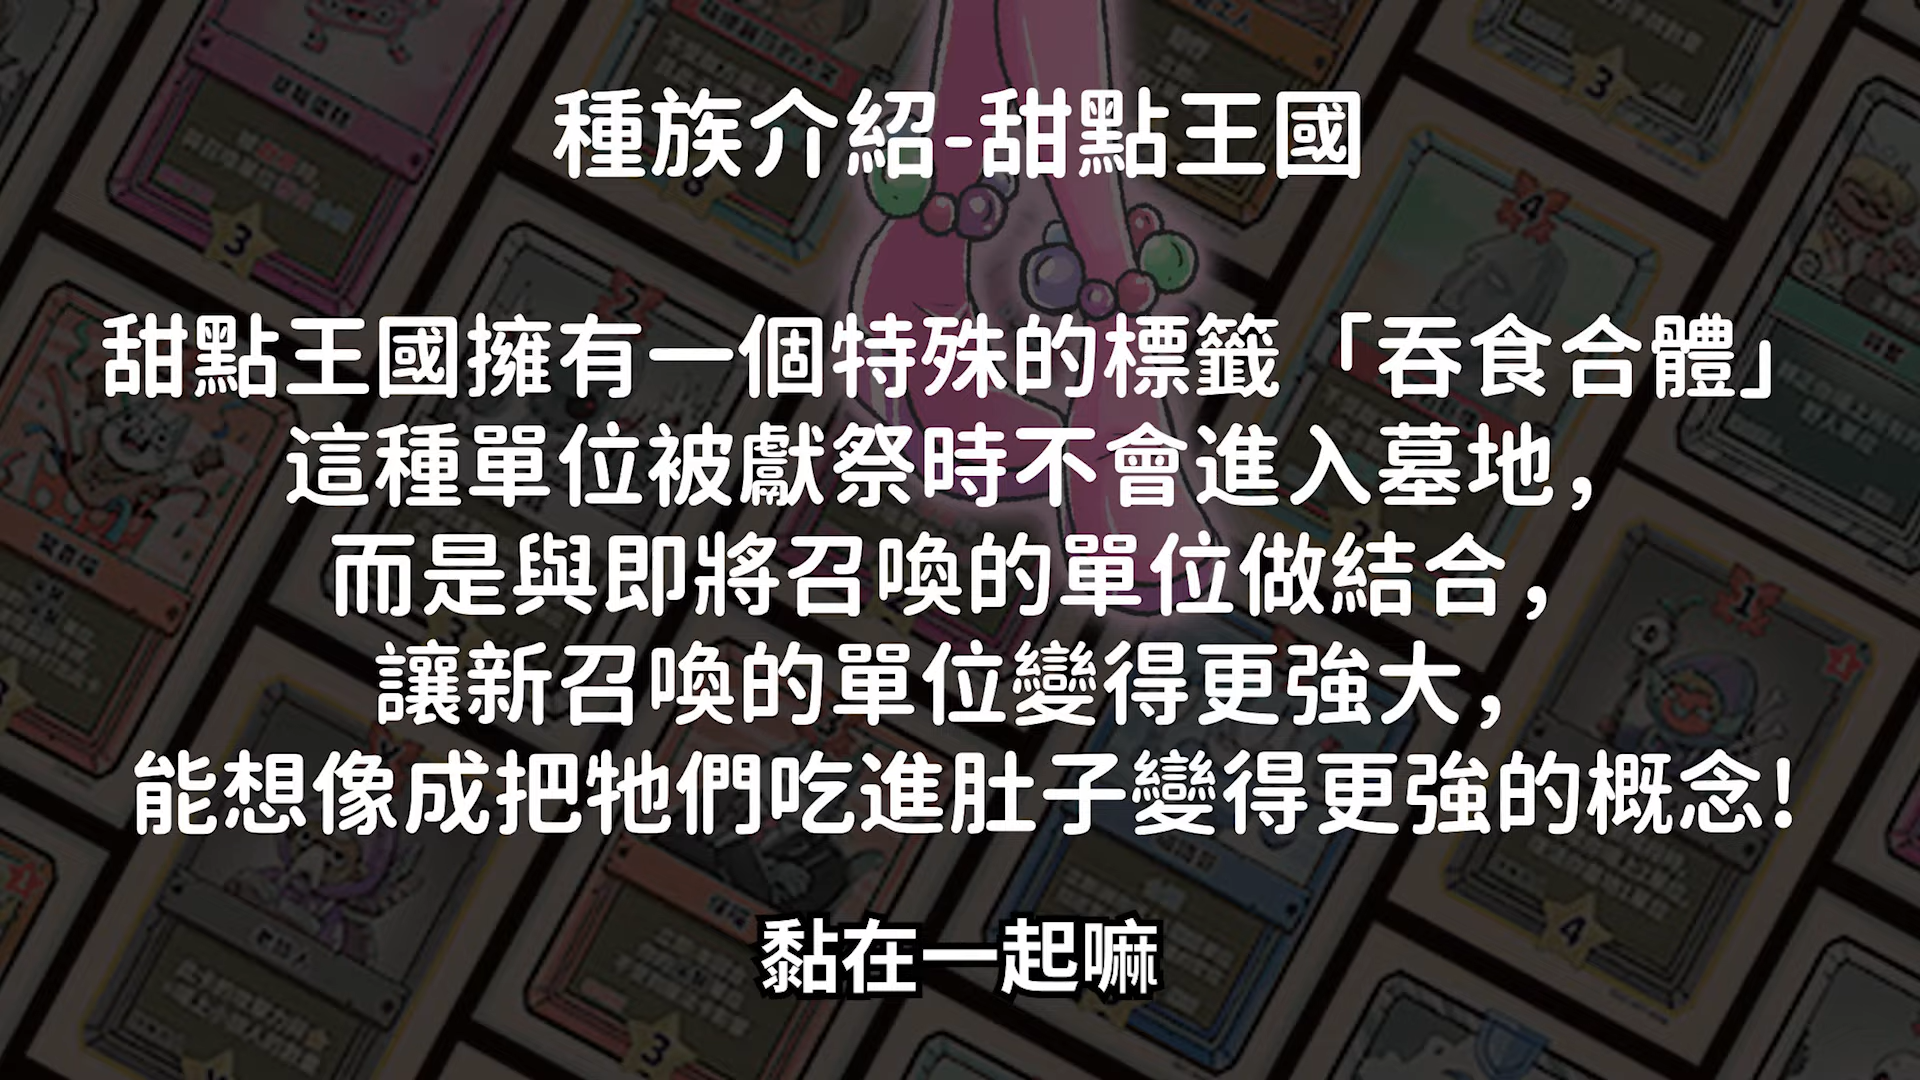 種族介紹-甜點王國
甜點王國擁有一個特殊的標籤「吞食合體」
這種單位被獻祭時不會進入墓地，
而是與即將召喚的單位做結合，
讓新召喚的單位變得更強大，
能想像成把牠們吃進肚子變得更強的概念!
黏在一起嘛